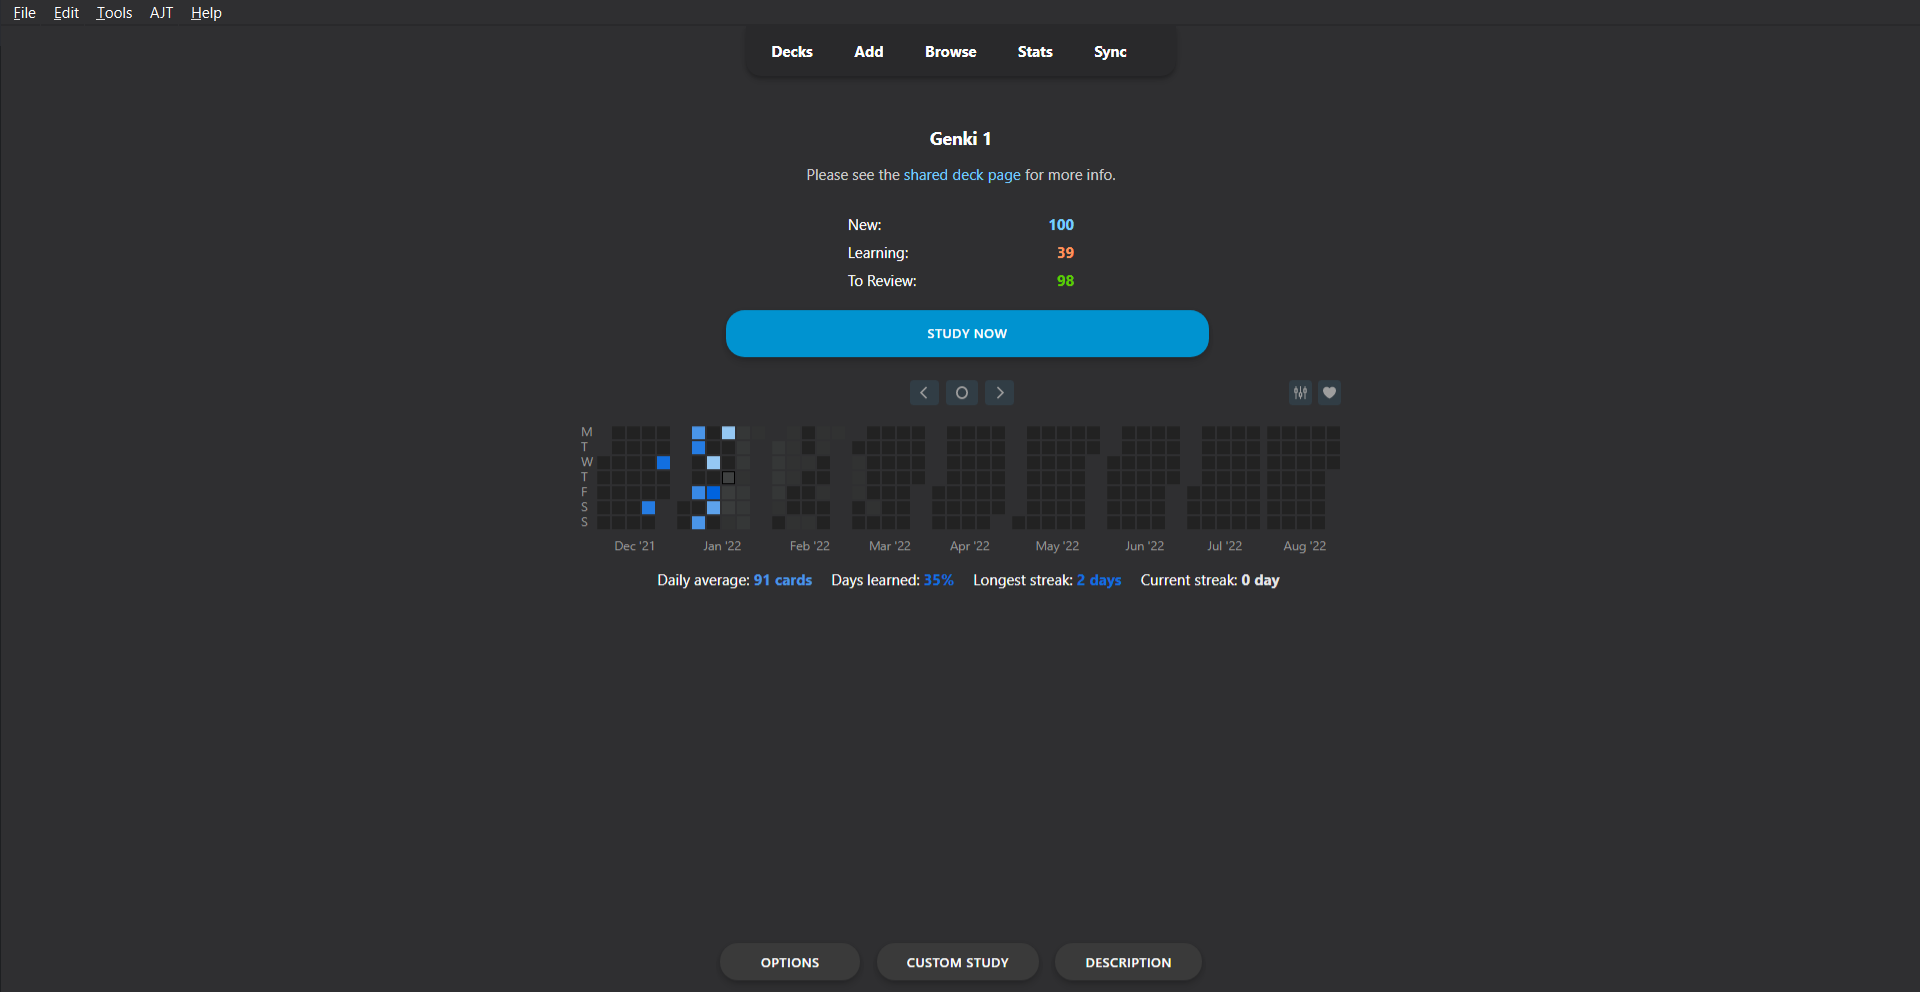 File Edit Tools AJT Help
Decks Add Browse Stats Sync
Genki 1
Please see the shared deck page for more info.
New: 100
Learning: 39
To Review: 98
STUDY NOW
M
T
W
T
F
S
S
Dec '21 Jan '22 Feb '22 Mar '22 Apr '22 May '22 Jun '22 Jul '22 Aug '22
Daily average: 91 cards Days learned: 35% Longest streak: 2 days Current streak: 0 day
OPTIONS CUSTOM STUDY DESCRIPTION